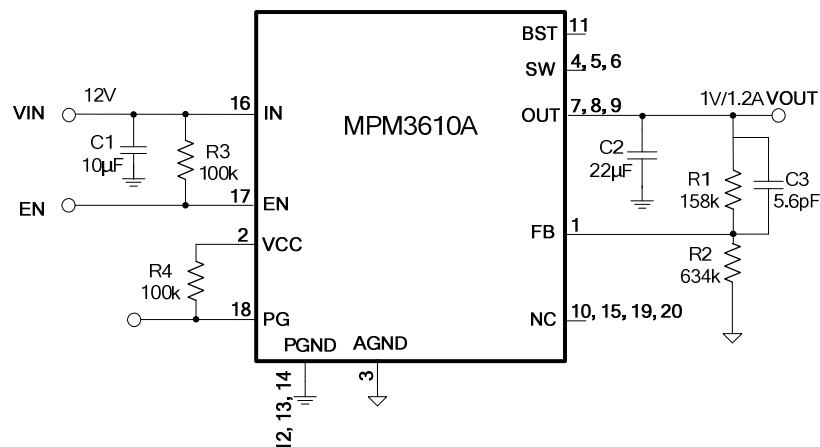 BST 11
SW 4, 5, 6
VIN 12V 16 IN MPM3610A OUT 7, 8, 9 1V/1.2A VOUT
C1
10µF
R3
100k
C2
22µF
R1
158k
C3
5.6pF
EN 17 EN
FB 1
2 VCC
R2
634k
R4
100k
18 PG
NC 10, 15, 19, 20
PGND AGND
12, 13, 14
3